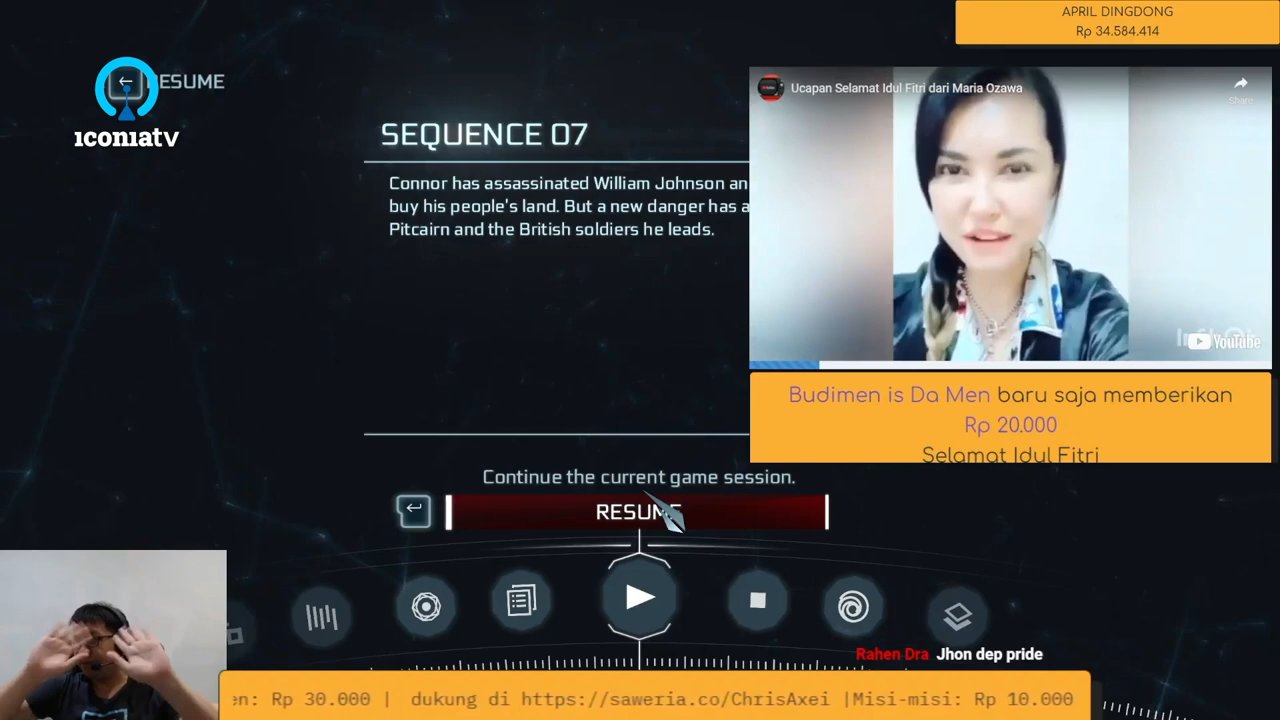 APRIL DINGDONG
Rp 34.584.414
RESUME
ıconıatv
Ucapan Selamat Idul Fitri dari Maria Ozawa
Share
SEQUENCE 07
Connor has assassinated William Johnson an
buy his people's land. But a new danger has a
Pitcairn and the British soldiers he leads.
YouTube
Budimen is Da Men baru saja memberikan
Rp 20.000
Selamat Idul Fitri
Continue the current game session.
RESUME
Rahen Dra Jhon dep pride
en: Rp 30.000 | dukung di https://saweria.co/ChrisAxei |Misi-misi: Rp 10.000